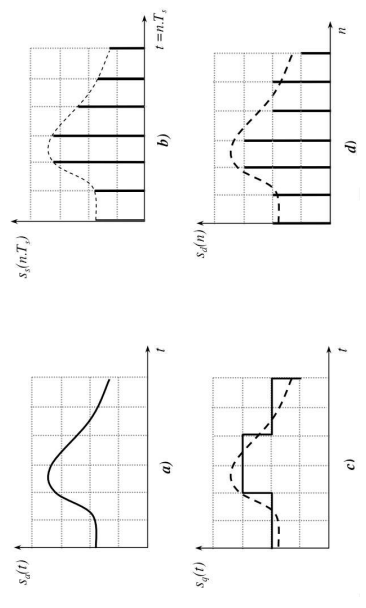 s_a(t)
t
a)
s_s(n.T_s)
t = n.T_s
b)
s_q(t)
t
c)
s_d(n)
n
d)